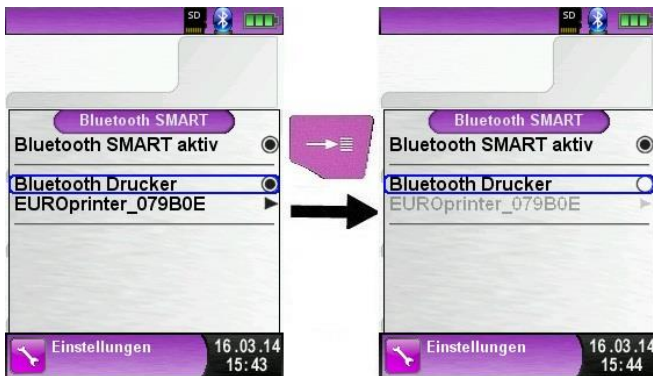 SD
Bluetooth SMART
Bluetooth SMART aktiv
Bluetooth Drucker
EUROprinter_079B0E
Einstellungen
16.03.14
15:43
SD
Bluetooth SMART
Bluetooth SMART aktiv
Bluetooth Drucker
EUROprinter_079B0E
Einstellungen
16.03.14
15:44